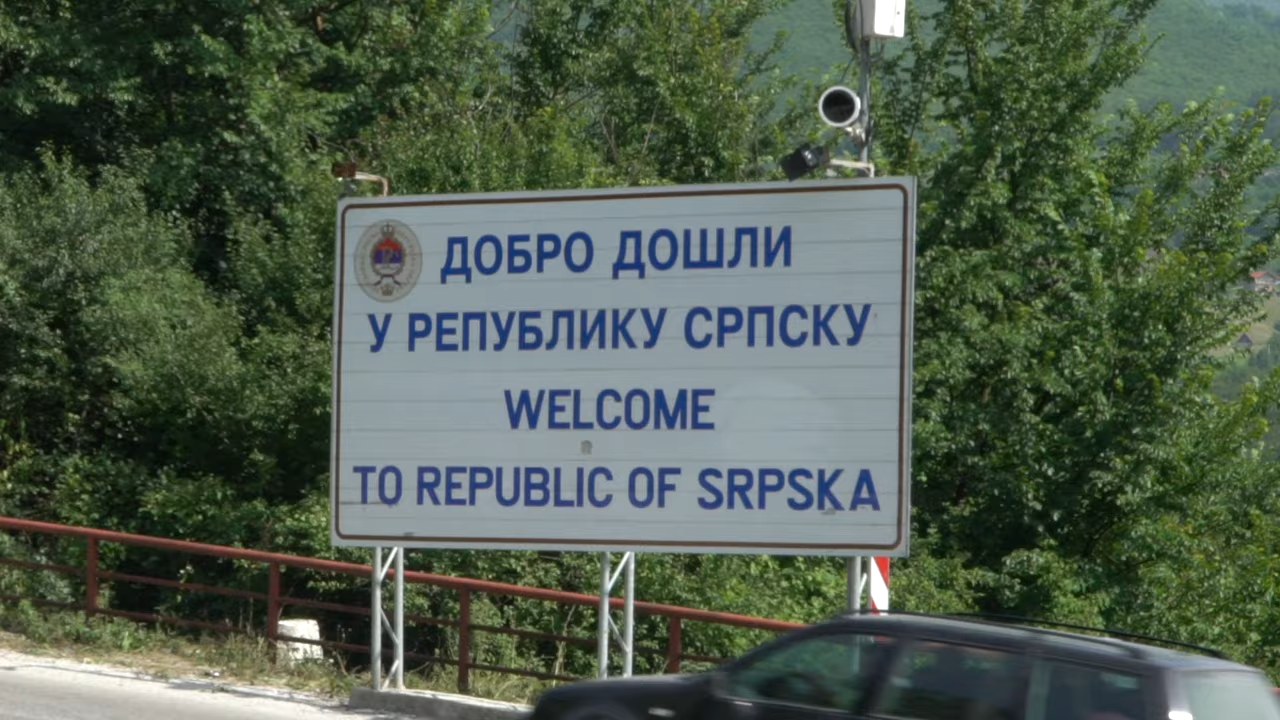 ДОБРО ДОШЛИ
У РЕПУБЛИКУ СРПСКУ
WELCOME
TO REPUBLIC OF SRPSKA